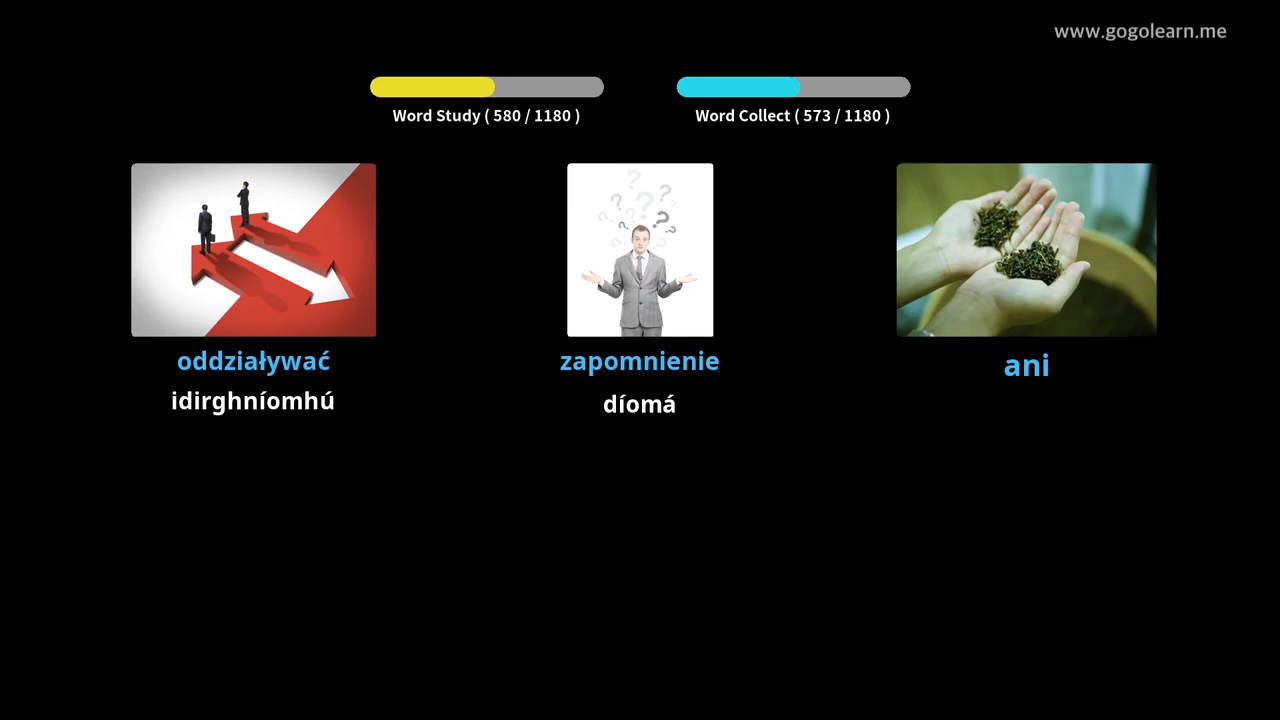 www.gogolearn.me
Word Study ( 580 / 1180 )
Word Collect ( 573 / 1180 )
oddziaływać
idirghníomhú
zapomnienie
díomá
ani